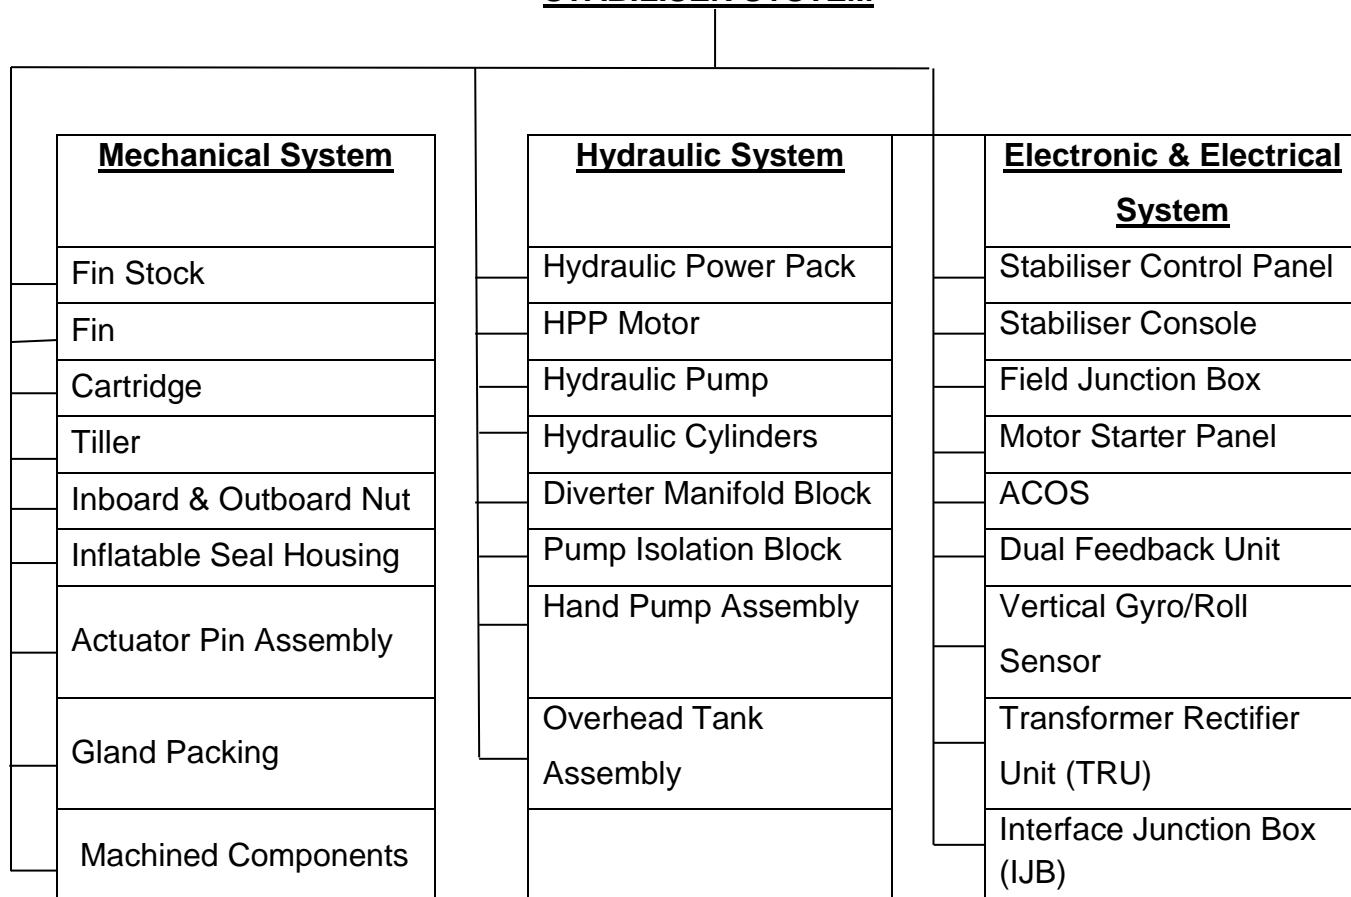 STABILISER SYSTEM
Mechanical System
Fin Stock
Fin
Cartridge
Tiller
Inboard & Outboard Nut
Inflatable Seal Housing
Actuator Pin Assembly
Gland Packing
Machined Components
Hydraulic System
Hydraulic Power Pack
HPP Motor
Hydraulic Pump
Hydraulic Cylinders
Diverter Manifold Block
Pump Isolation Block
Hand Pump Assembly
Overhead Tank
Assembly
Electronic & Electrical
System
Stabiliser Control Panel
Stabiliser Console
Field Junction Box
Motor Starter Panel
ACOS
Dual Feedback Unit
Vertical Gyro/Roll
Sensor
Transformer Rectifier
Unit (TRU)
Interface Junction Box
(IJB)